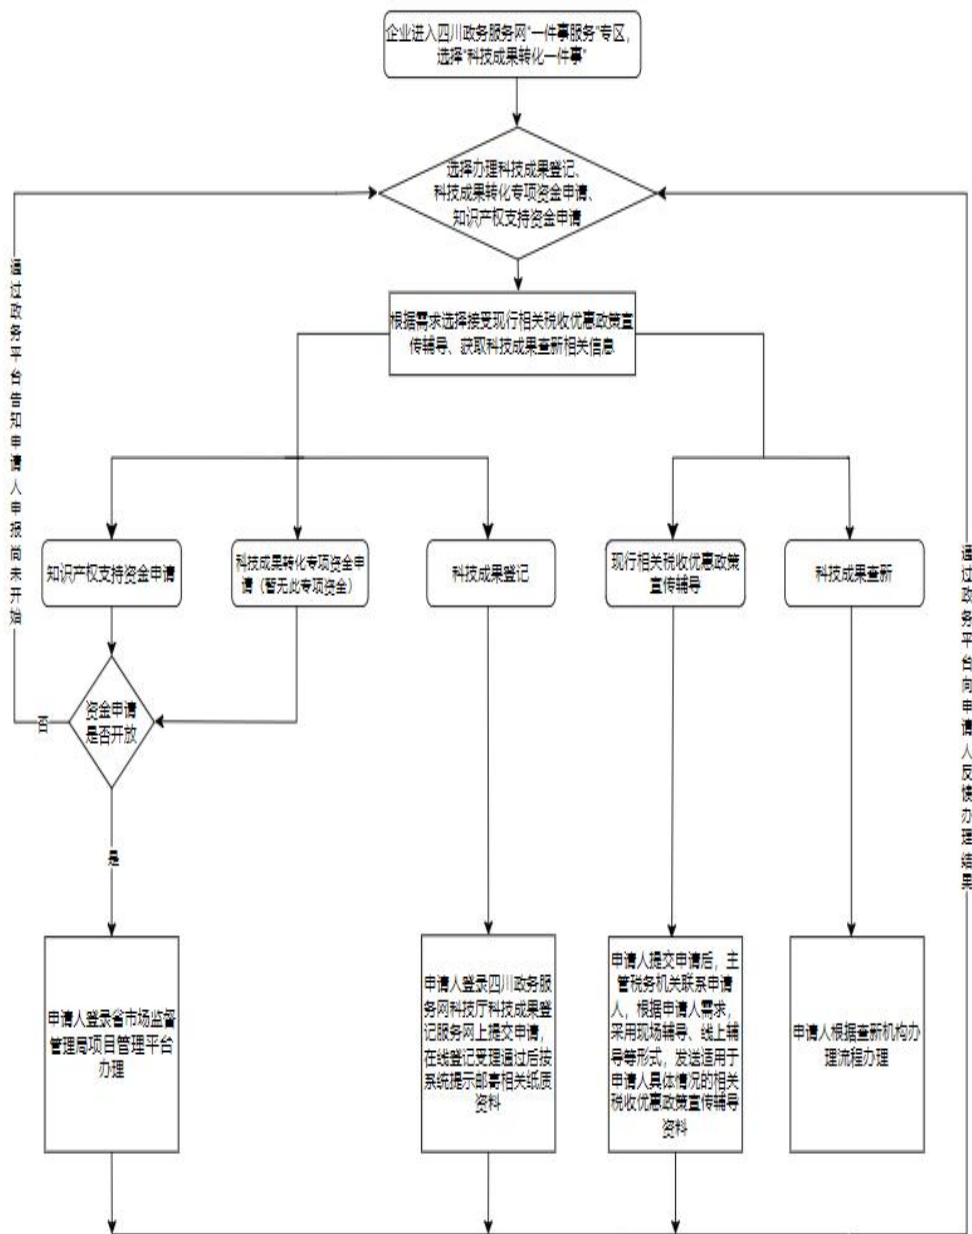 企业进入四川政务服务网"一件事服务"专区，
选择"科技成果转化一件事"
选择办理科技成果登记、
科技成果转化专项资金申请、
知识产权支持资金申请
根据需求选择接受现行相关税收优惠政策宣
传辅导、获取科技成果查新相关信息
通过政务平台告知申请人申报尚未开始
知识产权支持资金申请
科技成果转化专项资金申
请（暂无此专项资金）
科技成果登记
现行相关税收优惠政策
宣传辅导
科技成果查新
通过政务平台向申请人反馈办理结果
资金申请
是否开放
否
是
申请人登录省市场监督
管理局项目管理平台
办理
申请人登录四川政务服
务网科技厅科技成果登
记服务网上提交申请，
在线登记受理通过后按
系统提示邮寄相关纸质
资料
申请人提交申请后，主
管税务机关联系申请
人，根据申请人需求，
采用现场辅导、线上辅
导等形式，发送适用于
申请人具体情况的相关
税收优惠政策宣传辅导
资料
申请人根据查新机构办
理流程办理